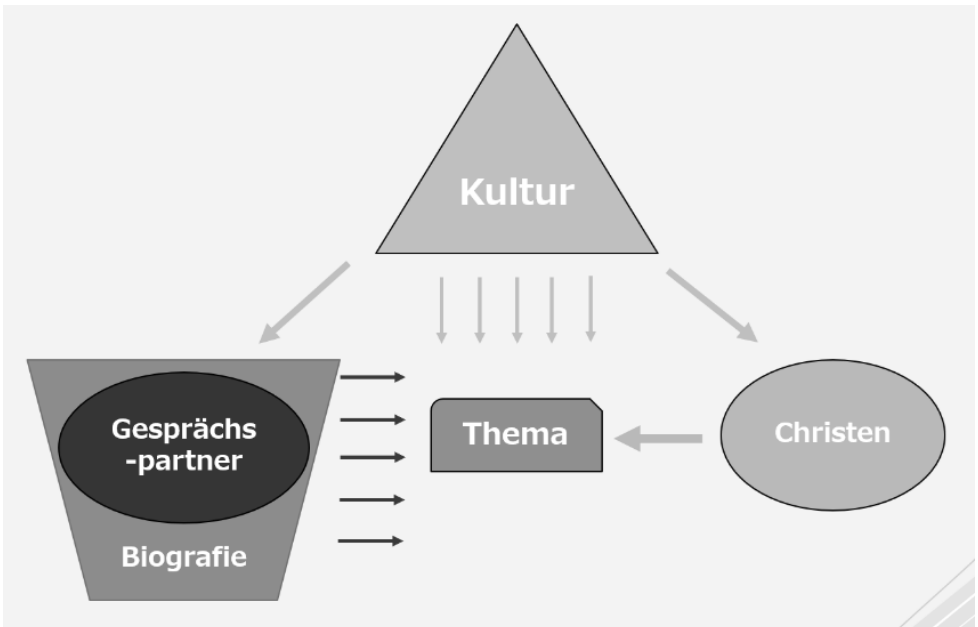 Kultur
Gesprächs
-partner
Biografie
Thema
Christen